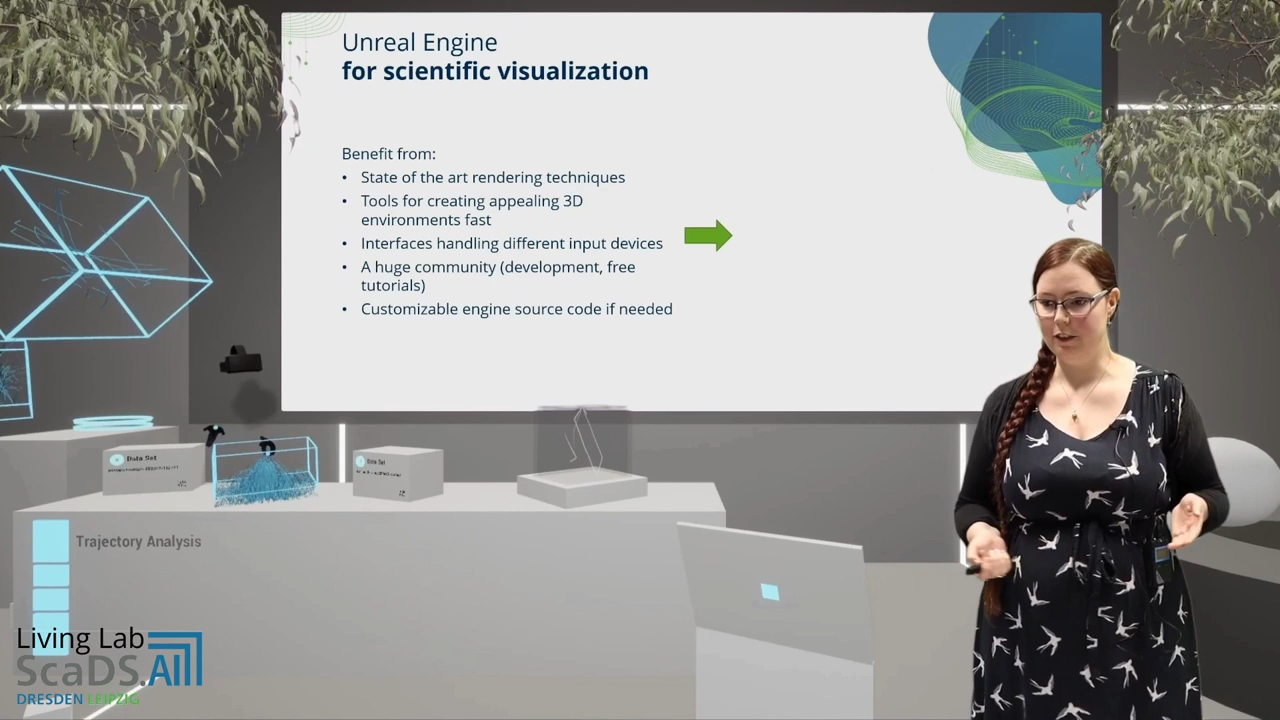 Unreal Engine
for scientific visualization
Benefit from:
• State of the art rendering techniques
• Tools for creating appealing 3D
environments fast
• Interfaces handling different input devices
• A huge community (development, free
tutorials)
• Customizable engine source code if needed
Data Set
Data Set
Trajectory Analysis
Living Lab
ScaDS.AI
DRESDEN LEIPZIG